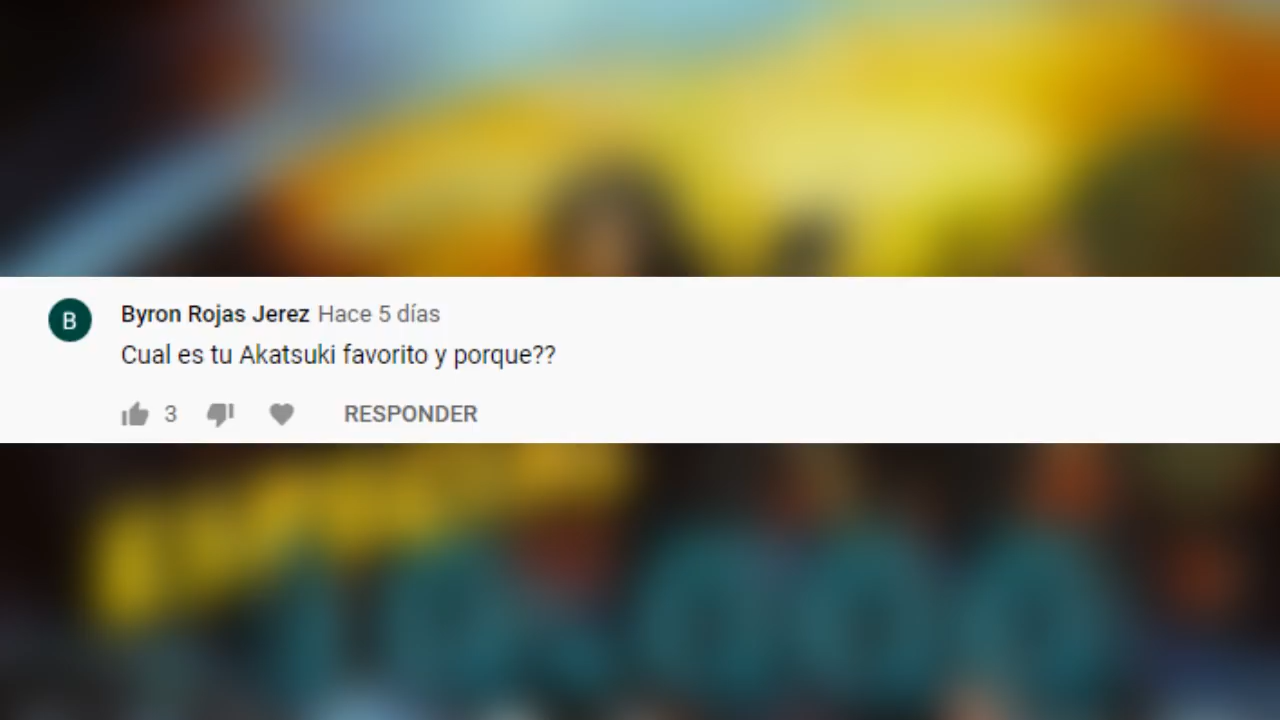 B
Byron Rojas Jerez Hace 5 días
Cual es tu Akatsuki favorito y porque??
3
RESPONDER